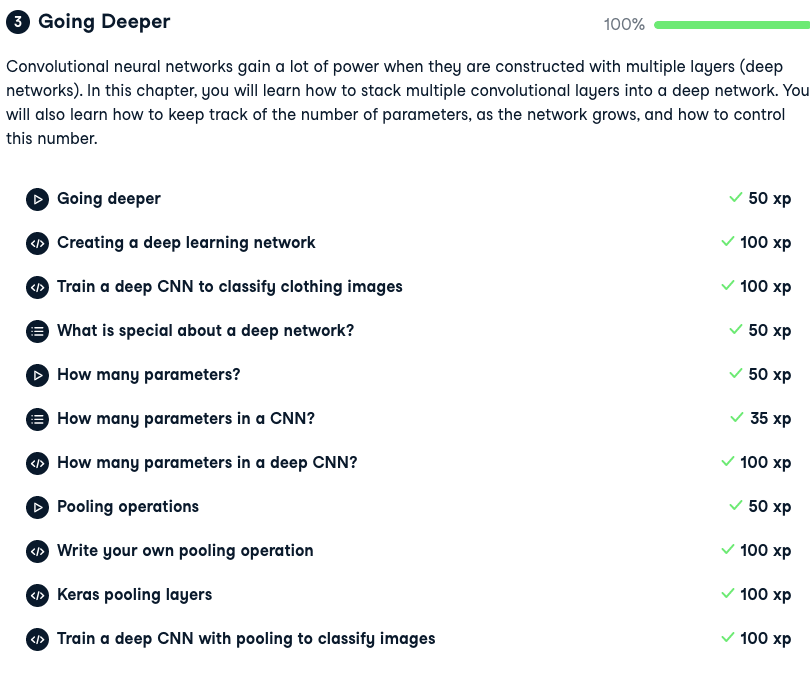 3 Going Deeper 100%
Convolutional neural networks gain a lot of power when they are constructed with multiple layers (deep
networks). In this chapter, you will learn how to stack multiple convolutional layers into a deep network. You
will also learn how to keep track of the number of parameters, as the network grows, and how to control
this number.
Going deeper 50 xp
Creating a deep learning network 100 xp
Train a deep CNN to classify clothing images 100 xp
What is special about a deep network? 50 xp
How many parameters? 50 xp
How many parameters in a CNN? 35 xp
How many parameters in a deep CNN? 100 xp
Pooling operations 50 xp
Write your own pooling operation 100 xp
Keras pooling layers 100 xp
Train a deep CNN with pooling to classify images 100 xp